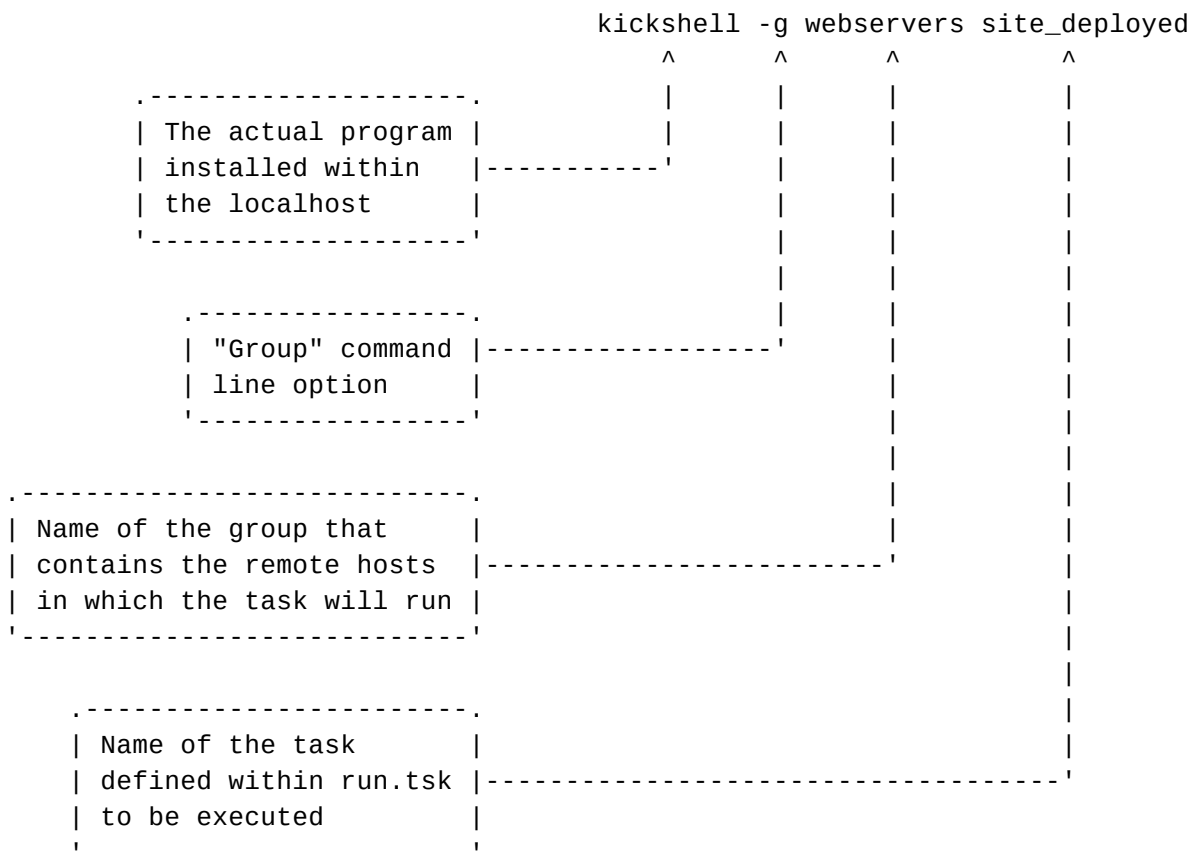 kickshell -g webservers site_deployed
The actual program
installed within
the localhost
"Group" command
line option
Name of the group that
contains the remote hosts
in which the task will run
Name of the task
defined within run.tsk
to be executed